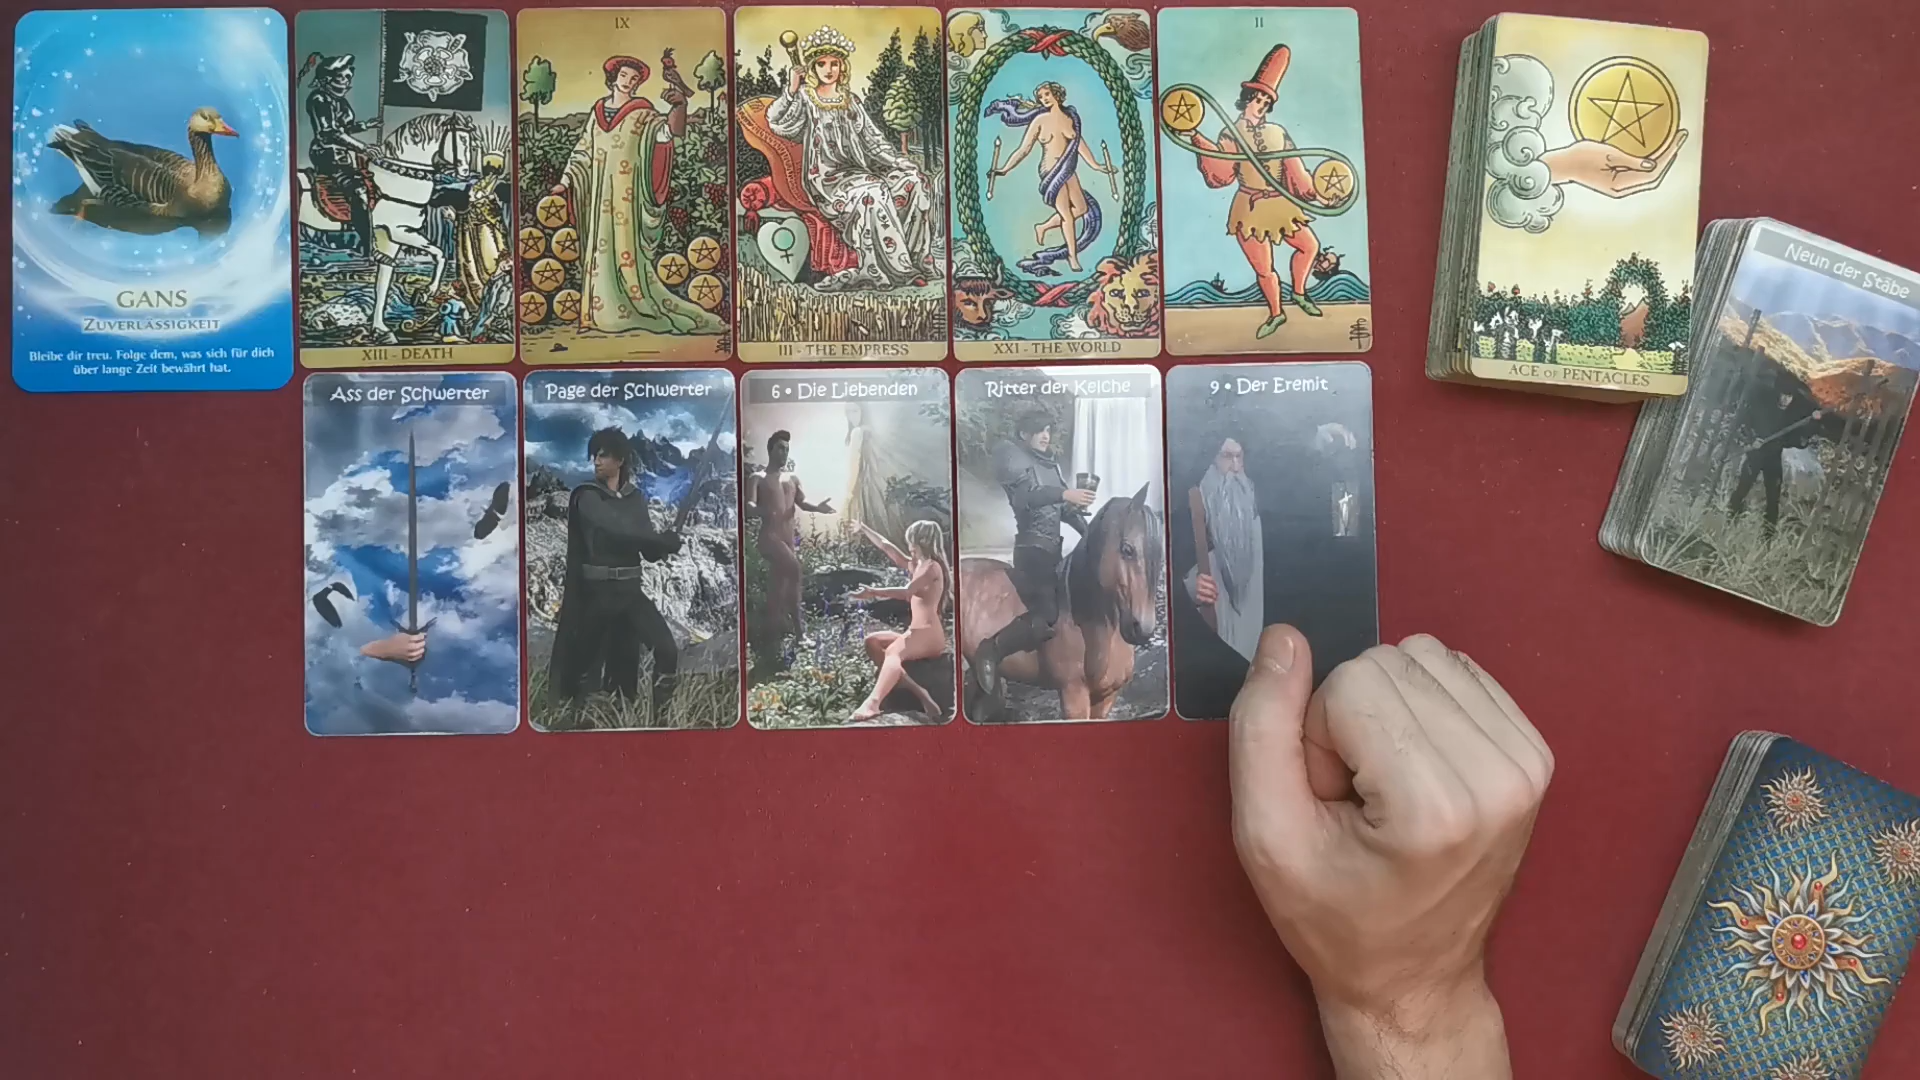 GANS
ZUVERLÄSSIGKEIT
Bleibe dir treu. Folge dem, was sich für dich
über lange Zeit bewährt hat.
XIII - DEATH
IX
III - THE EMPRESS
XXI - THE WORLD
II
ACE OF PENTACLES
Neun der Stäbe
Ass der Schwerter
Page der Schwerter
6 • Die Liebenden
Ritter der Kelche
9 • Der Eremit